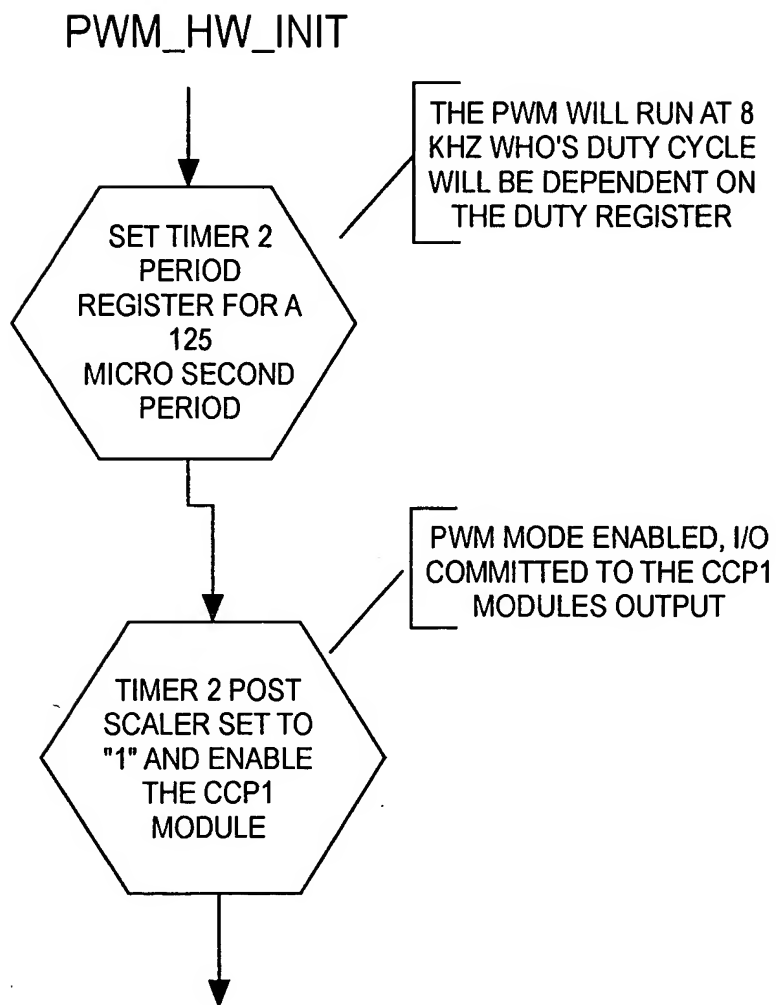 PWM_HW_INIT
THE PWM WILL RUN AT 8
KHZ WHO'S DUTY CYCLE
WILL BE DEPENDENT ON
THE DUTY REGISTER
SET TIMER 2
PERIOD
REGISTER FOR A
125
MICRO SECOND
PERIOD
PWM MODE ENABLED, I/O
COMMITTED TO THE CCP1
MODULES OUTPUT
TIMER 2 POST
SCALER SET TO
"1" AND ENABLE
THE CCP1
MODULE